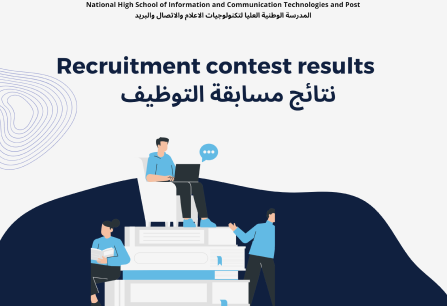 National High School of Information and Communication Technologies and Post
المدرسة الوطنية العليا لتكنولوجيات الاعلام والاتصال والبريد
Recruitment contest results
نتائج مسابقة التوظيف